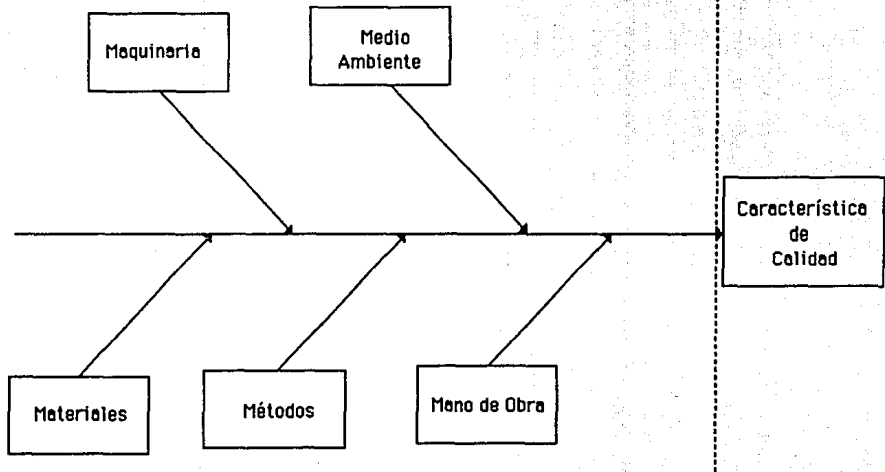 Maquinaria
Medio
Ambiente
Característica
de
Calidad
Materiales
Métodos
Mano de Obra